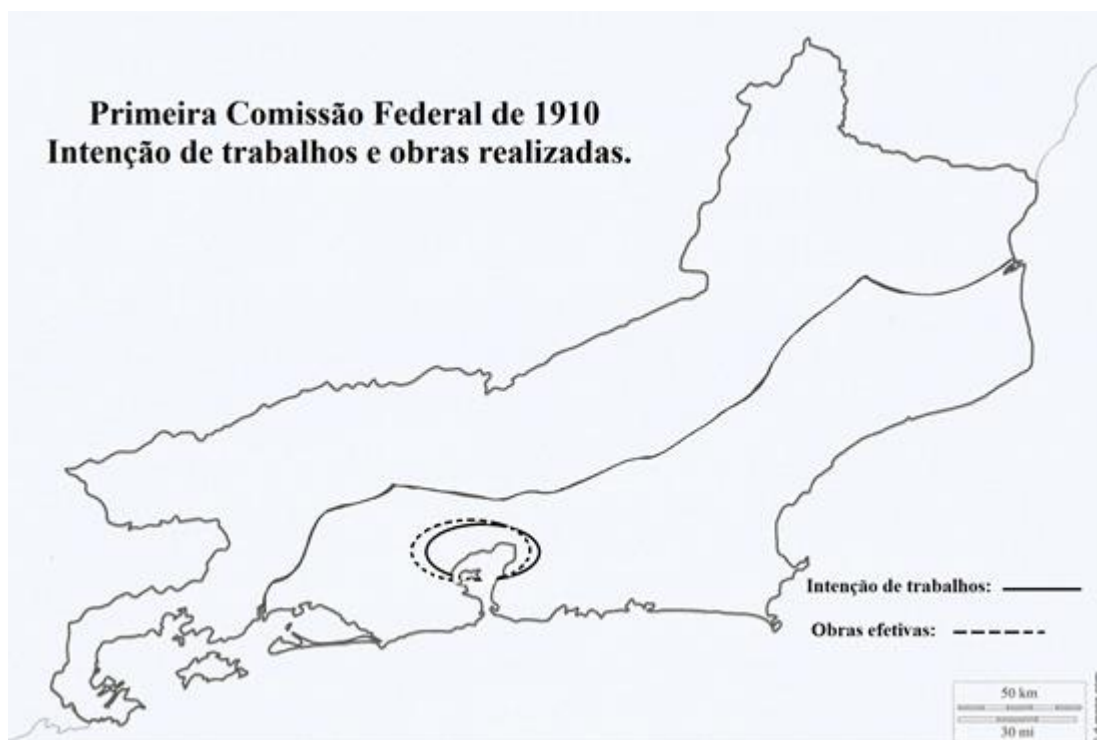 Primeira Comissão Federal de 1910
Intenção de trabalhos e obras realizadas.
Intenção de trabalhos:
Obras efetivas:
50 km
30 mi